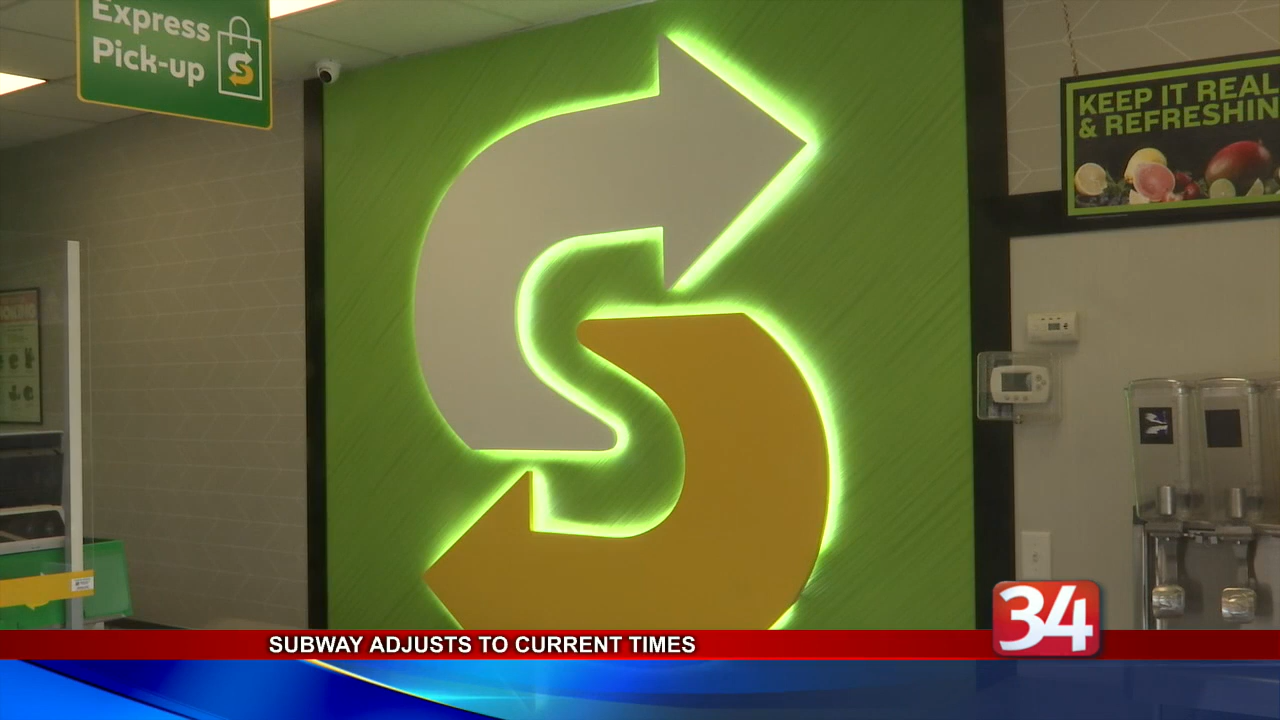 Express
Pick-up
KEEP IT REAL
& REFRESHIN
34
SUBWAY ADJUSTS TO CURRENT TIMES